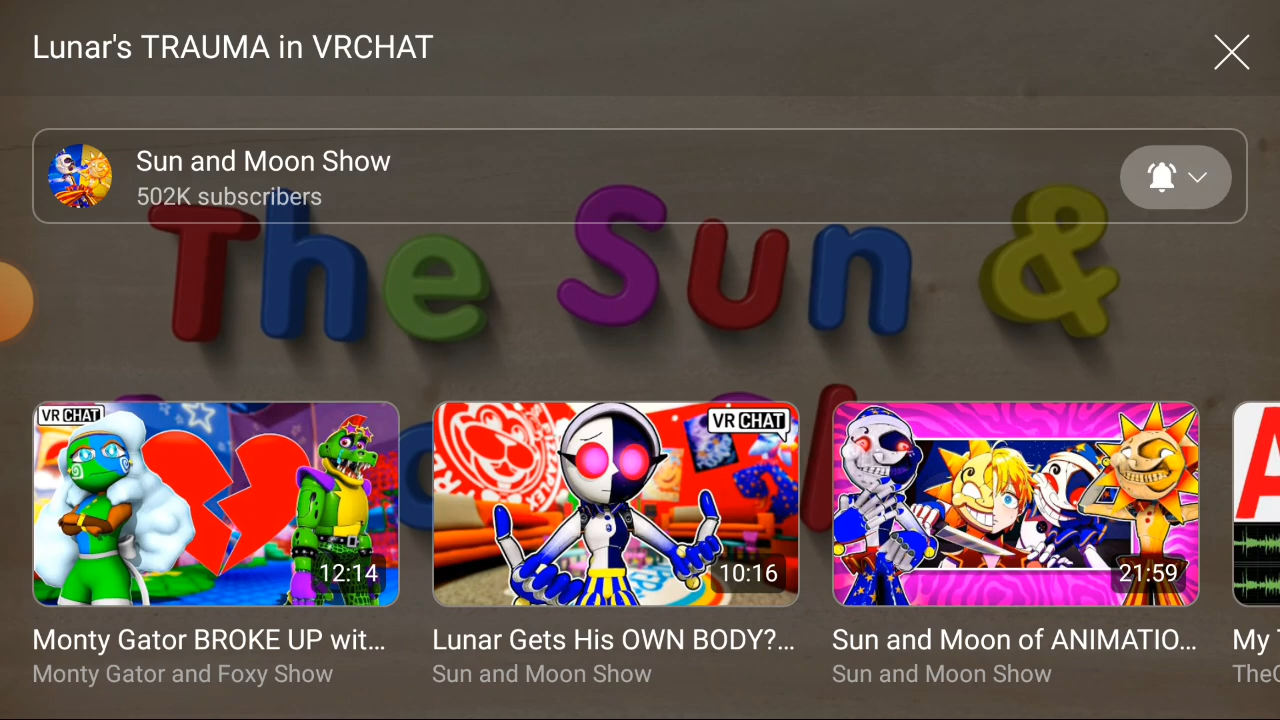 Lunar's TRAUMA in VRCHAT
Sun and Moon Show
502K subscribers
The Sun &
VR CHAT
12:14
VR CHAT
10:16
21:59
Monty Gator BROKE UP wit...
Lunar Gets His OWN BODY?...
Sun and Moon of ANIMATIO...
My
Monty Gator and Foxy Show
Sun and Moon Show
Sun and Moon Show